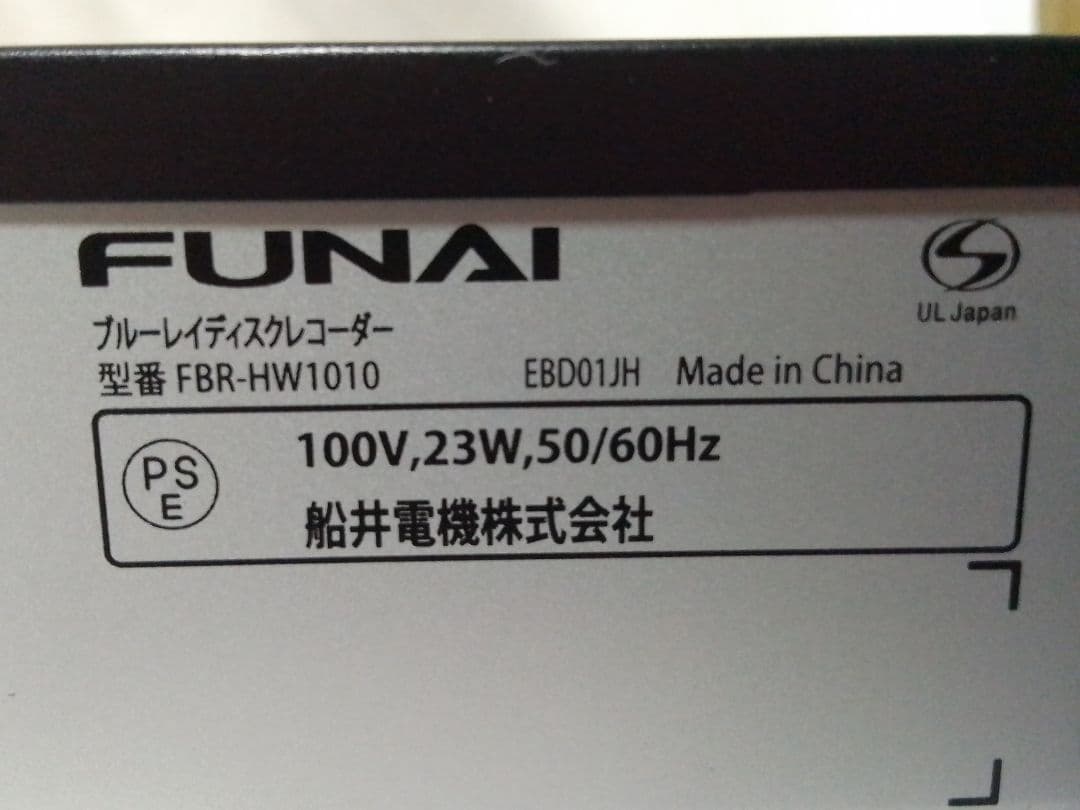 FUNAI
UL Japan
ブルーレイディスクレコーダー
型番 FBR-HW1010 EBD01JH Made in China
PS
E
100V,23W,50/60Hz
船井電機株式会社